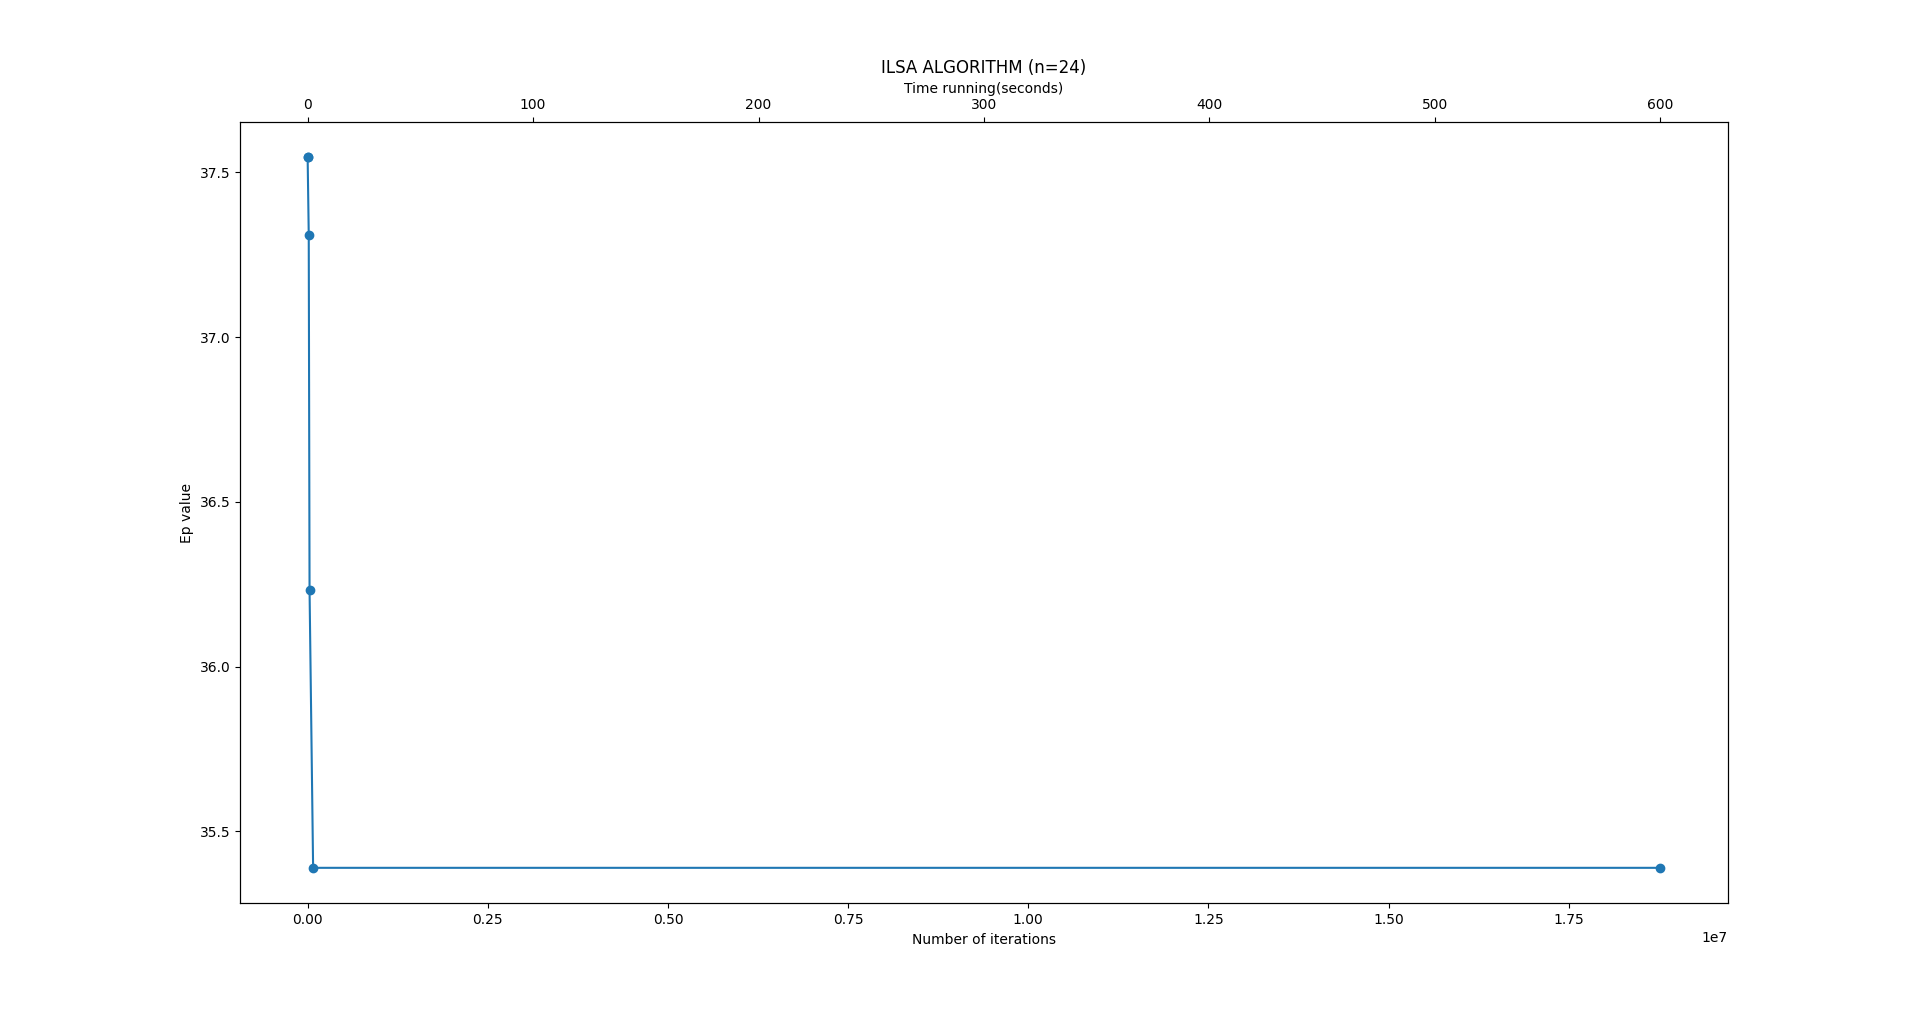 ILSA ALGORITHM (n=24)
Time running(seconds)
0 100 200 300 400 500 600
37.5
37.0
36.5
36.0
35.5
Ep value
0.00 0.25 0.50 0.75 1.00 1.25 1.50 1.75
1e7
Number of iterations